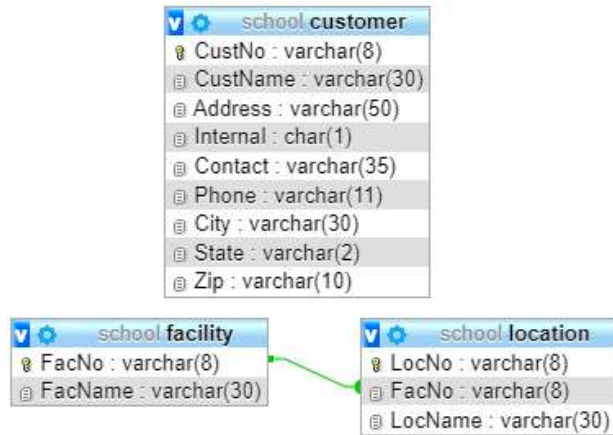 v school customer
CustNo : varchar(8)
CustName : varchar(30)
Address : varchar(50)
Internal : char(1)
Contact : varchar(35)
Phone : varchar(11)
City : varchar(30)
State : varchar(2)
Zip : varchar(10)
v school facility
FacNo : varchar(8)
FacName : varchar(30)
v school location
LocNo : varchar(8)
FacNo : varchar(8)
LocName : varchar(30)